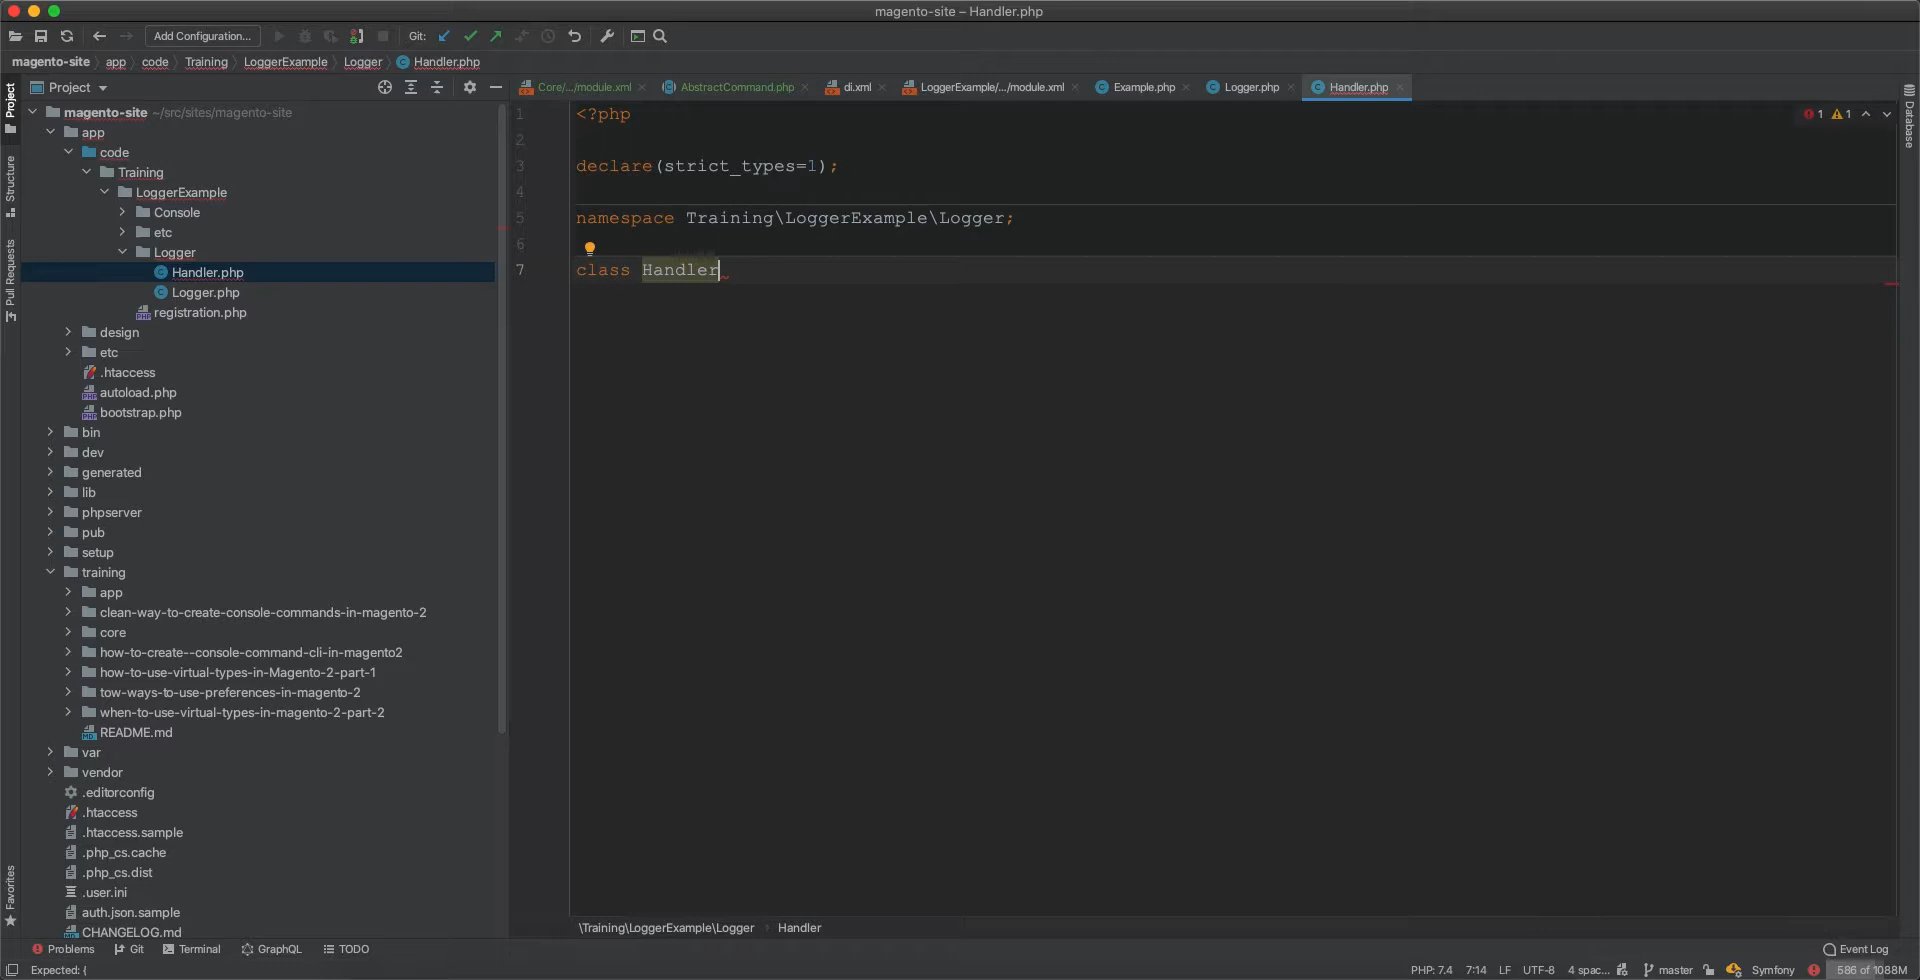 magento-site – Handler.php
Add Configuration...
Git:
magento-site app code Training LoggerExample Logger Handler.php
Project
Core/.../module.xml AbstractCommand.php di.xml LoggerExample/.../module.xml Example.php Logger.php Handler.php
Project
Structure
Pull Requests
Favorites
Database
magento-site ~/src/sites/magento-site
app
code
Training
LoggerExample
Console
etc
Logger
Handler.php
Logger.php
registration.php
design
etc
.htaccess
autoload.php
bootstrap.php
bin
dev
generated
lib
phpserver
pub
setup
training
app
clean-way-to-create-console-commands-in-magento-2
core
how-to-create--console-command-cli-in-magento2
how-to-use-virtual-types-in-Magento-2-part-1
tow-ways-to-use-preferences-in-magento-2
when-to-use-virtual-types-in-magento-2-part-2
README.md
var
vendor
.editorconfig
.htaccess
.htaccess.sample
.php_cs.cache
.php_cs.dist
.user.ini
auth.json.sample
CHANGELOG.md
1 <?php
2
3 declare(strict_types=1);
4
5 namespace Training\LoggerExample\Logger;
6
7 class Handler
1 1
\Training\LoggerExample\Logger Handler
Problems Git Terminal GraphQL TODO Event Log
Expected: { PHP: 7.4 7:14 LF UTF-8 4 spac... master Symfony 586 of 1088M